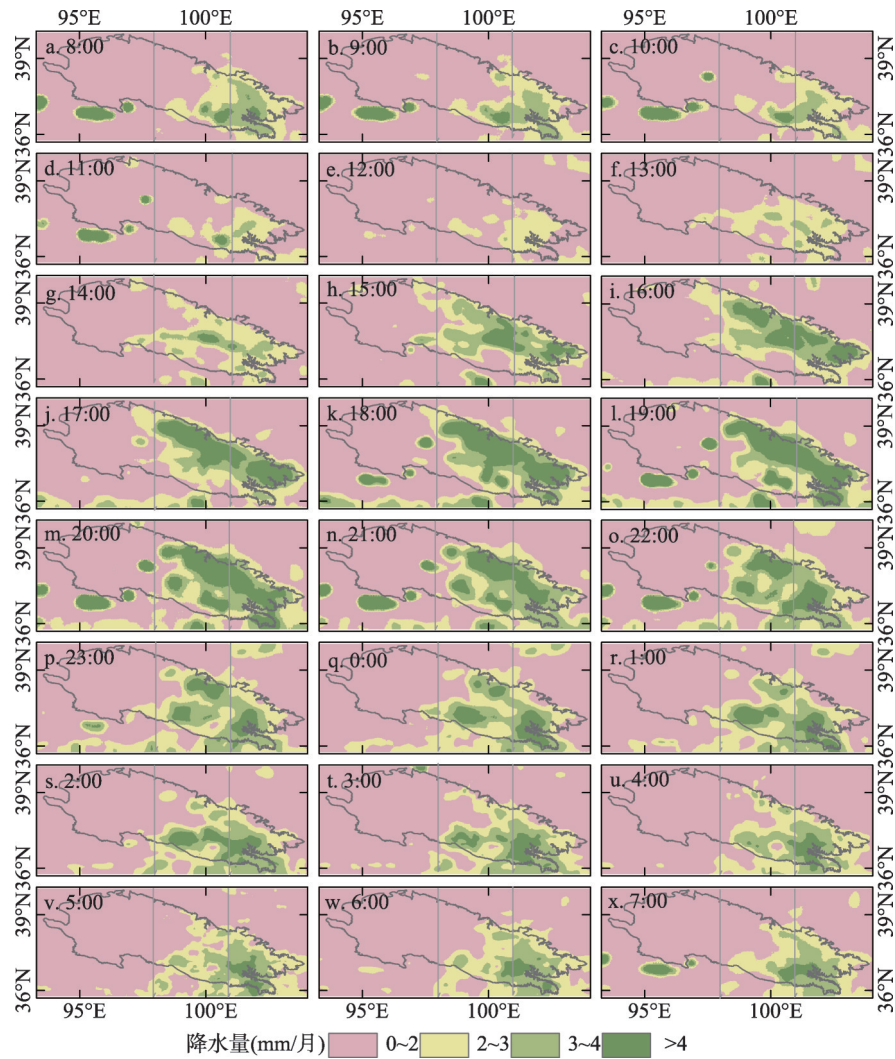 95°E 100°E 95°E 100°E 95°E 100°E
39°N a. 8:00 b. 9:00 c. 10:00 39°N
36°N 36°N
39°N d. 11:00 e. 12:00 f. 13:00 39°N
36°N 36°N
39°N g. 14:00 h. 15:00 i. 16:00 39°N
36°N 36°N
39°N j. 17:00 k. 18:00 l. 19:00 39°N
36°N 36°N
39°N m. 20:00 n. 21:00 o. 22:00 39°N
36°N 36°N
39°N p. 23:00 q. 0:00 r. 1:00 39°N
36°N 36°N
39°N s. 2:00 t. 3:00 u. 4:00 39°N
36°N 36°N
39°N v. 5:00 w. 6:00 x. 7:00 39°N
36°N 36°N
95°E 100°E 95°E 100°E 95°E 100°E
降水量(mm/月) 0~2 2~3 3~4 >4